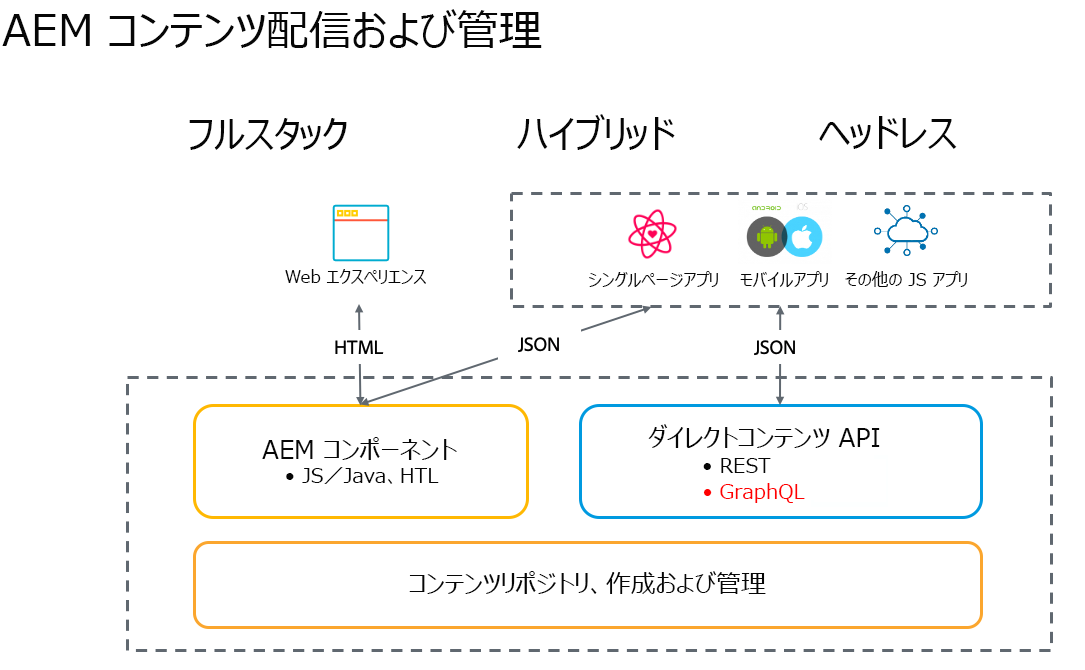 AEM コンテンツ配信および管理
フルスタック
ハイブリッド
ヘッドレス
ANDROID
iOS
Web エクスペリエンス
シングルページアプリ
モバイルアプリ
その他の JS アプリ
HTML
JSON
JSON
AEM コンポーネント
• JS／Java、HTL
ダイレクトコンテンツ API
• REST
• GraphQL
コンテンツリポジトリ、作成および管理